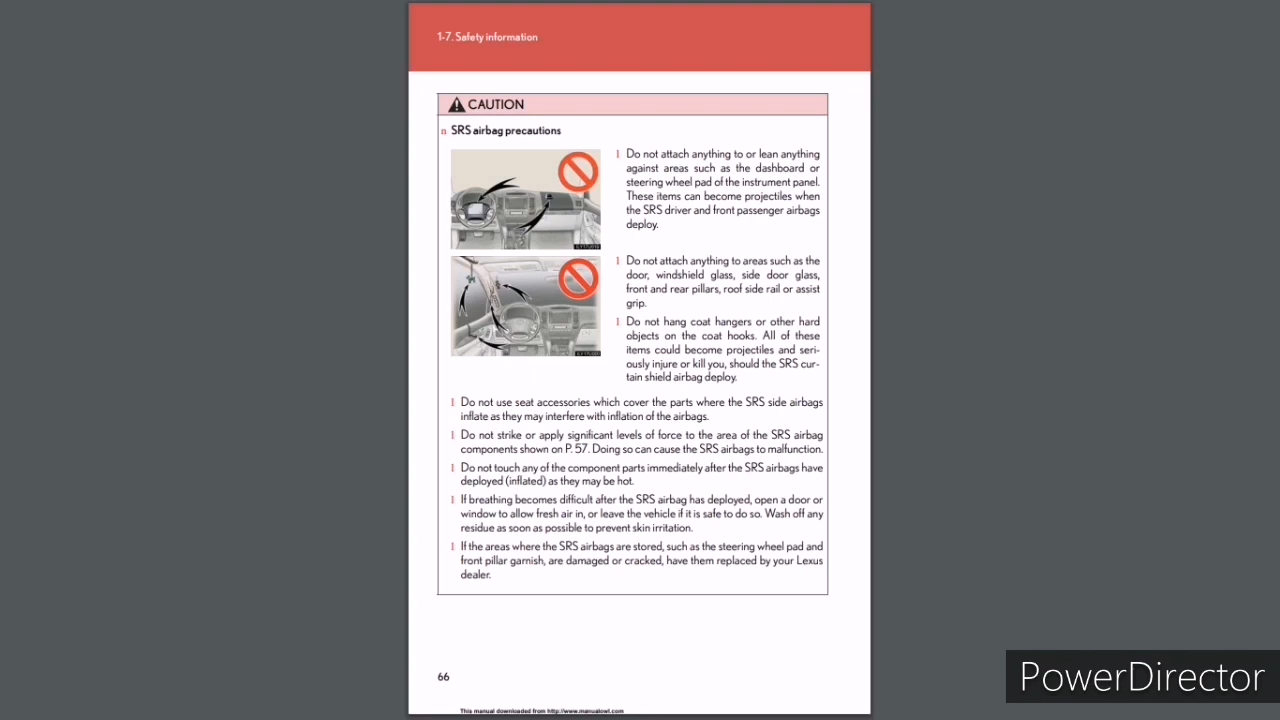 1-7. Safety information
CAUTION
n SRS airbag precautions
l Do not attach anything to or lean anything
against areas such as the dashboard or
steering wheel pad of the instrument panel.
These items can become projectiles when
the SRS driver and front passenger airbags
deploy.
l Do not attach anything to areas such as the
door, windshield glass, side door glass,
front and rear pillars, roof side rail or assist
grip.
l Do not hang coat hangers or other hard
objects on the coat hooks. All of these
items could become projectiles and seri-
ously injure or kill you, should the SRS cur-
tain shield airbag deploy.
l Do not use seat accessories which cover the parts where the SRS side airbags
inflate as they may interfere with inflation of the airbags.
l Do not strike or apply significant levels of force to the area of the SRS airbag
components shown on P. 57. Doing so can cause the SRS airbags to malfunction.
l Do not touch any of the component parts immediately after the SRS airbags have
deployed (inflated) as they may be hot.
l If breathing becomes difficult after the SRS airbag has deployed, open a door or
window to allow fresh air in, or leave the vehicle if it is safe to do so. Wash off any
residue as soon as possible to prevent skin irritation.
l If the areas where the SRS airbags are stored, such as the steering wheel pad and
front pillar garnish, are damaged or cracked, have them replaced by your Lexus
dealer.
66
This manual downloaded from http://www.manualowl.com
PowerDirector